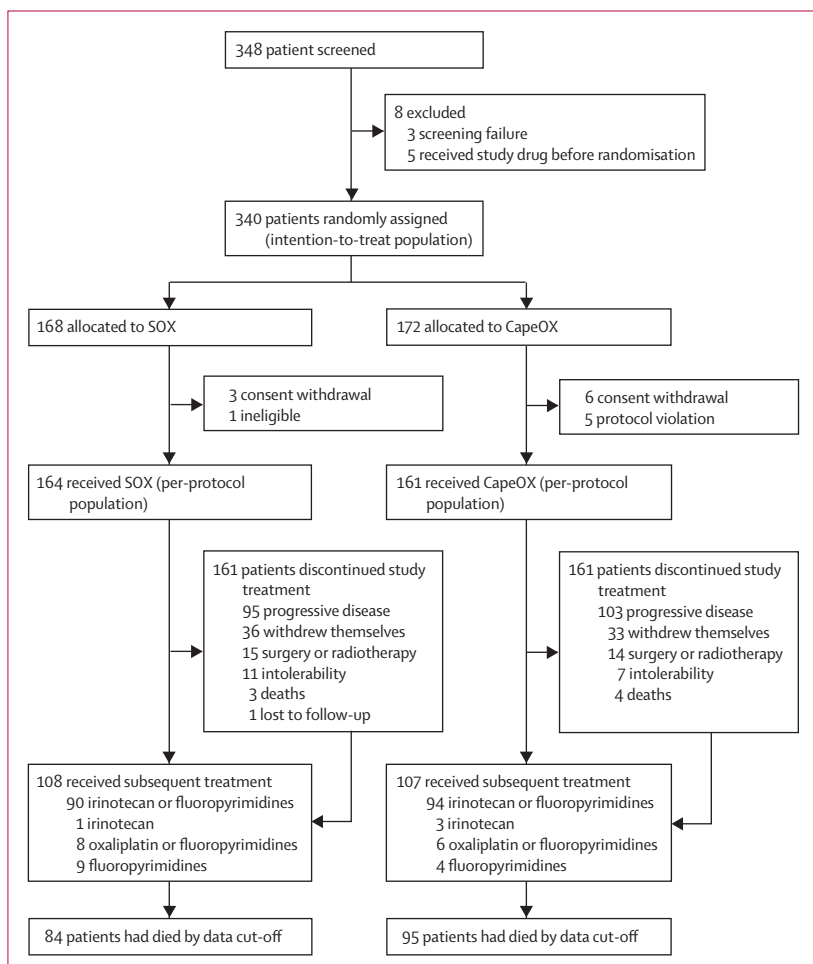 348 patient screened
8 excluded
3 screening failure
5 received study drug before randomisation
340 patients randomly assigned
(intention-to-treat population)
168 allocated to SOX
172 allocated to CapeOX
3 consent withdrawal
1 ineligible
6 consent withdrawal
5 protocol violation
164 received SOX (per-protocol
population)
161 received CapeOX (per-protocol
population)
161 patients discontinued study
treatment
95 progressive disease
36 withdrew themselves
15 surgery or radiotherapy
11 intolerability
3 deaths
1 lost to follow-up
161 patients discontinued study
treatment
103 progressive disease
33 withdrew themselves
14 surgery or radiotherapy
7 intolerability
4 deaths
108 received subsequent treatment
90 irinotecan or fluoropyrimidines
1 irinotecan
8 oxaliplatin or fluoropyrimidines
9 fluoropyrimidines
107 received subsequent treatment
94 irinotecan or fluoropyrimidines
3 irinotecan
6 oxaliplatin or fluoropyrimidines
4 fluoropyrimidines
84 patients had died by data cut-off
95 patients had died by data cut-off